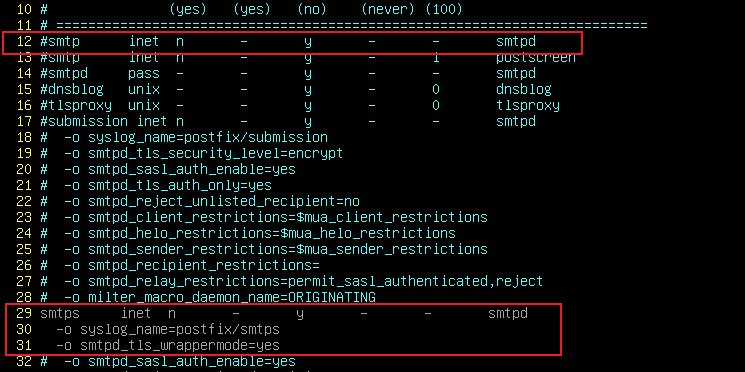 10 #               (yes)   (yes)   (no)    (never) (100)
11 # ==========================================================================
12 #smtp      inet  n       -       y       -       -       smtpd
13 #smtp      inet  n       -       y       -       1       postscreen
14 #smtpd     pass  -       -       y       -       -       smtpd
15 #dnsblog   unix  -       -       y       -       0       dnsblog
16 #tlsproxy  unix  -       -       y       -       0       tlsproxy
17 #submission inet n       -       y       -       -       smtpd
18 #  -o syslog_name=postfix/submission
19 #  -o smtpd_tls_security_level=encrypt
20 #  -o smtpd_sasl_auth_enable=yes
21 #  -o smtpd_tls_auth_only=yes
22 #  -o smtpd_reject_unlisted_recipient=no
23 #  -o smtpd_client_restrictions=$mua_client_restrictions
24 #  -o smtpd_helo_restrictions=$mua_helo_restrictions
25 #  -o smtpd_sender_restrictions=$mua_sender_restrictions
26 #  -o smtpd_recipient_restrictions=
27 #  -o smtpd_relay_restrictions=permit_sasl_authenticated,reject
28 #  -o milter_macro_daemon_name=ORIGINATING
29 smtps     inet  n       -       y       -       -       smtpd
30   -o syslog_name=postfix/smtps
31   -o smtpd_tls_wrappermode=yes
32 #  -o smtpd_sasl_auth_enable=yes